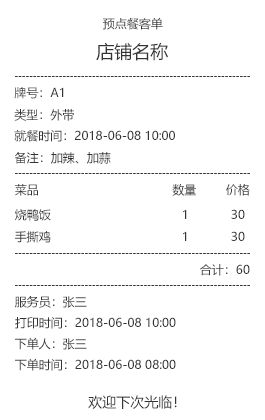 预点餐客单
店铺名称
牌号：A1
类型：外带
就餐时间：2018-06-08 10:00
备注：加辣、加蒜
菜品 数量 价格
烧鸭饭 1 30
手撕鸡 1 30
合计：60
服务员：张三
打印时间：2018-06-08 10:00
下单人：张三
下单时间：2018-06-08 08:00
欢迎下次光临！